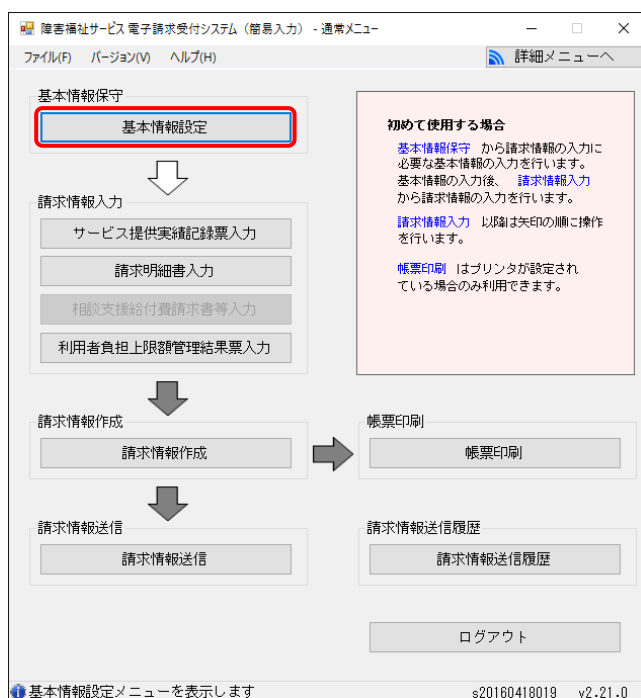 障害福祉サービス 電子請求受付システム（簡易入力） - 通常メニュー
ファイル(F) バージョン(V) ヘルプ(H)
詳細メニューへ
基本情報保守
基本情報設定
初めて使用する場合
基本情報保守 から請求情報の入力に
必要な基本情報の入力を行います。
基本情報の入力後、 請求情報入力
から請求情報の入力を行います。
請求情報入力 以降は矢印の順に操作
を行います。
帳票印刷 はプリンタが設定され
ている場合のみ利用できます。
請求情報入力
サービス提供実績記録票入力
請求明細書入力
相談支援給付費請求書等入力
利用者負担上限額管理結果票入力
請求情報作成
請求情報作成
帳票印刷
帳票印刷
請求情報送信
請求情報送信
請求情報送信履歴
請求情報送信履歴
ログアウト
基本情報設定メニューを表示します
s20160418019 v2.21.0